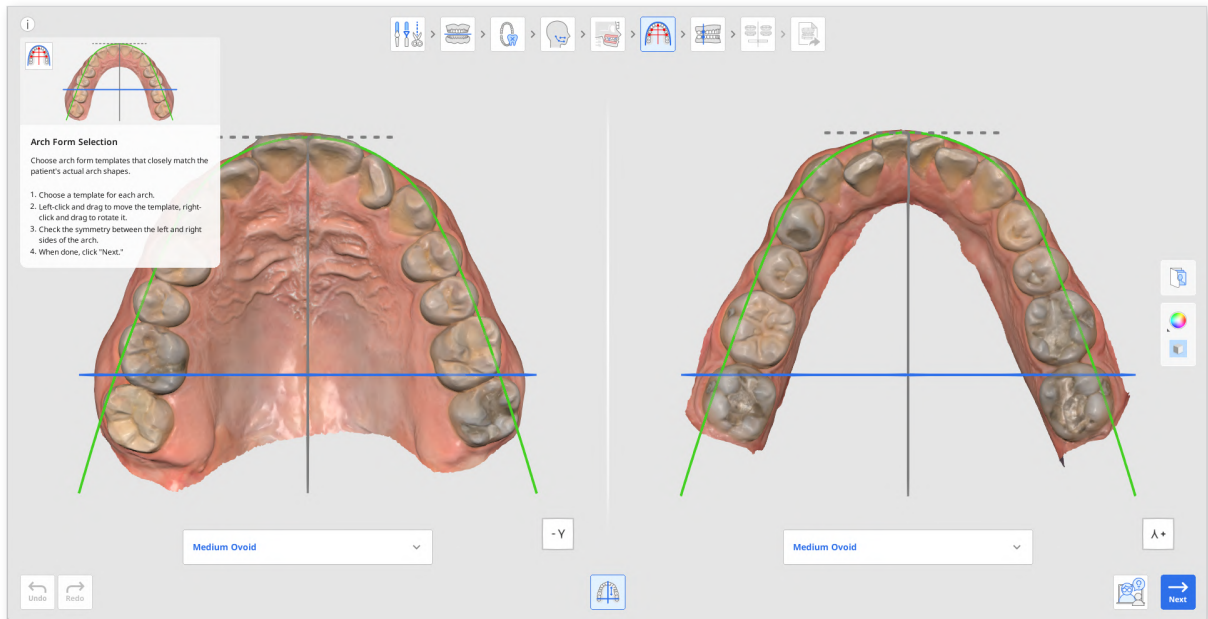 Arch Form Selection
Choose arch form templates that closely match the
patient's actual arch shapes.
1. Choose a template for each arch.
2. Left-click and drag to move the template, right-
click and drag to rotate it.
3. Check the symmetry between the left and right
sides of the arch.
4. When done, click "Next."
Medium Ovoid
- Y
Medium Ovoid
Undo
Redo
Next